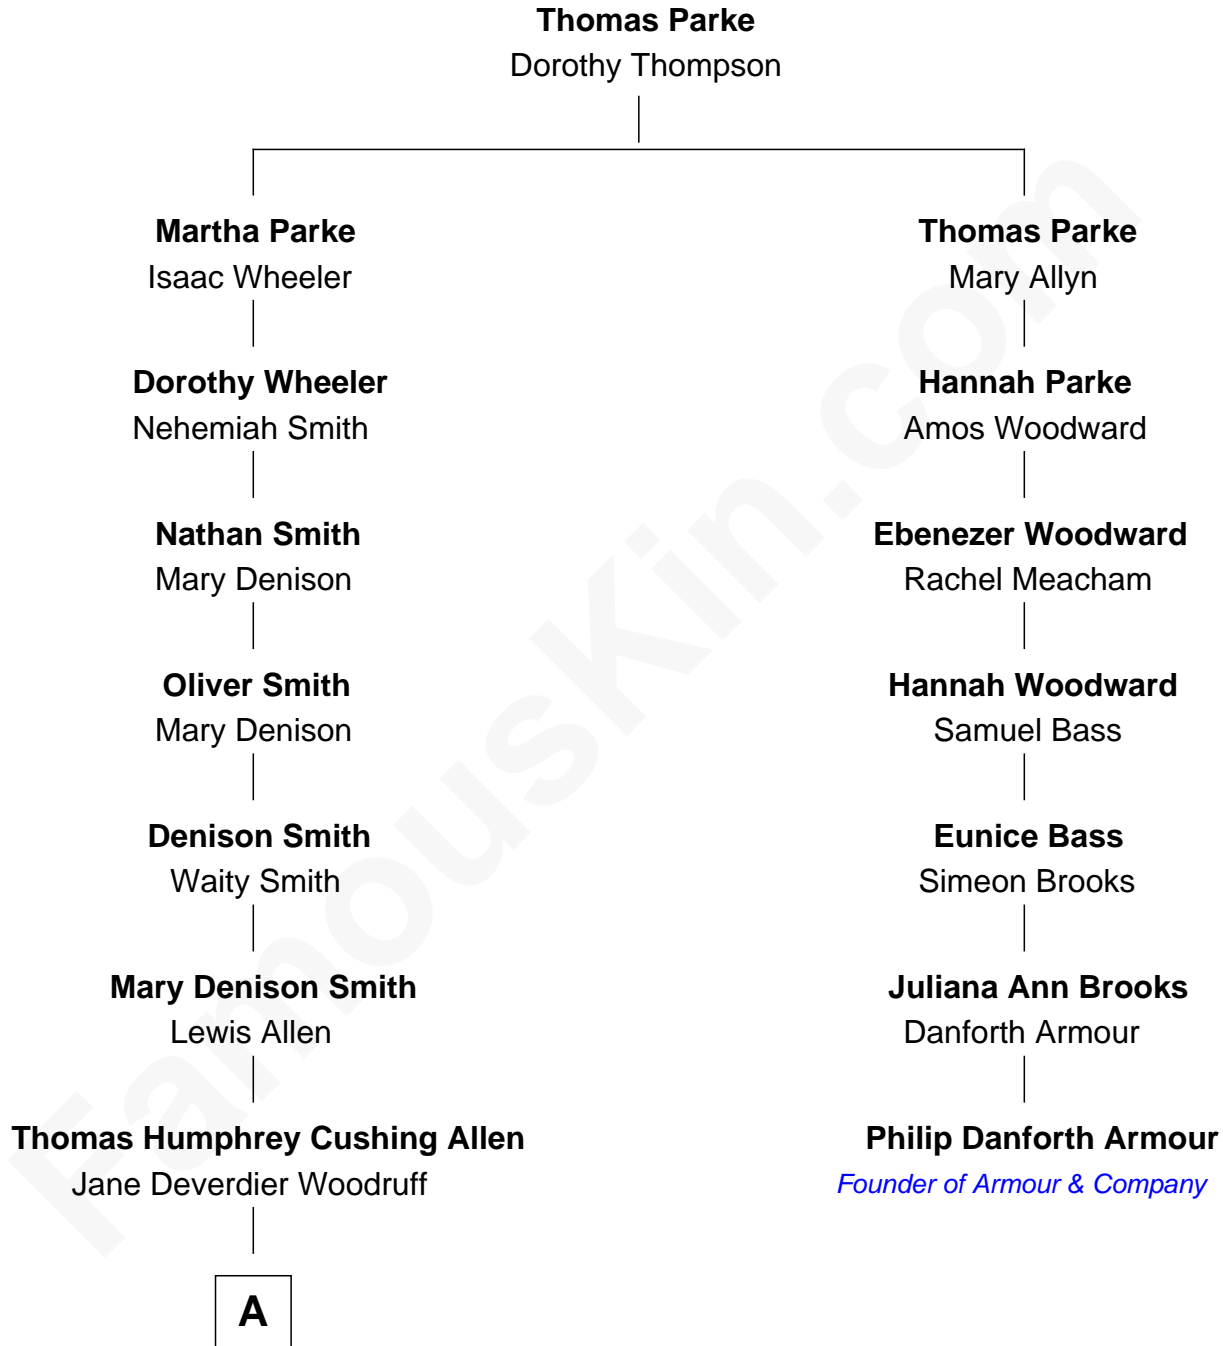 Thomas Parke
Dorothy Thompson
Martha Parke
Isaac Wheeler
Thomas Parke
Mary Allyn
Dorothy Wheeler
Nehemiah Smith
Hannah Parke
Amos Woodward
Nathan Smith
Mary Denison
Ebenezer Woodward
Rachel Meacham
Oliver Smith
Mary Denison
Hannah Woodward
Samuel Bass
Denison Smith
Waity Smith
Eunice Bass
Simeon Brooks
Mary Denison Smith
Lewis Allen
Juliana Ann Brooks
Danforth Armour
Thomas Humphrey Cushing Allen
Jane Deverdier Woodruff
Philip Danforth Armour
Founder of Armour & Company
A
FamousKin.com